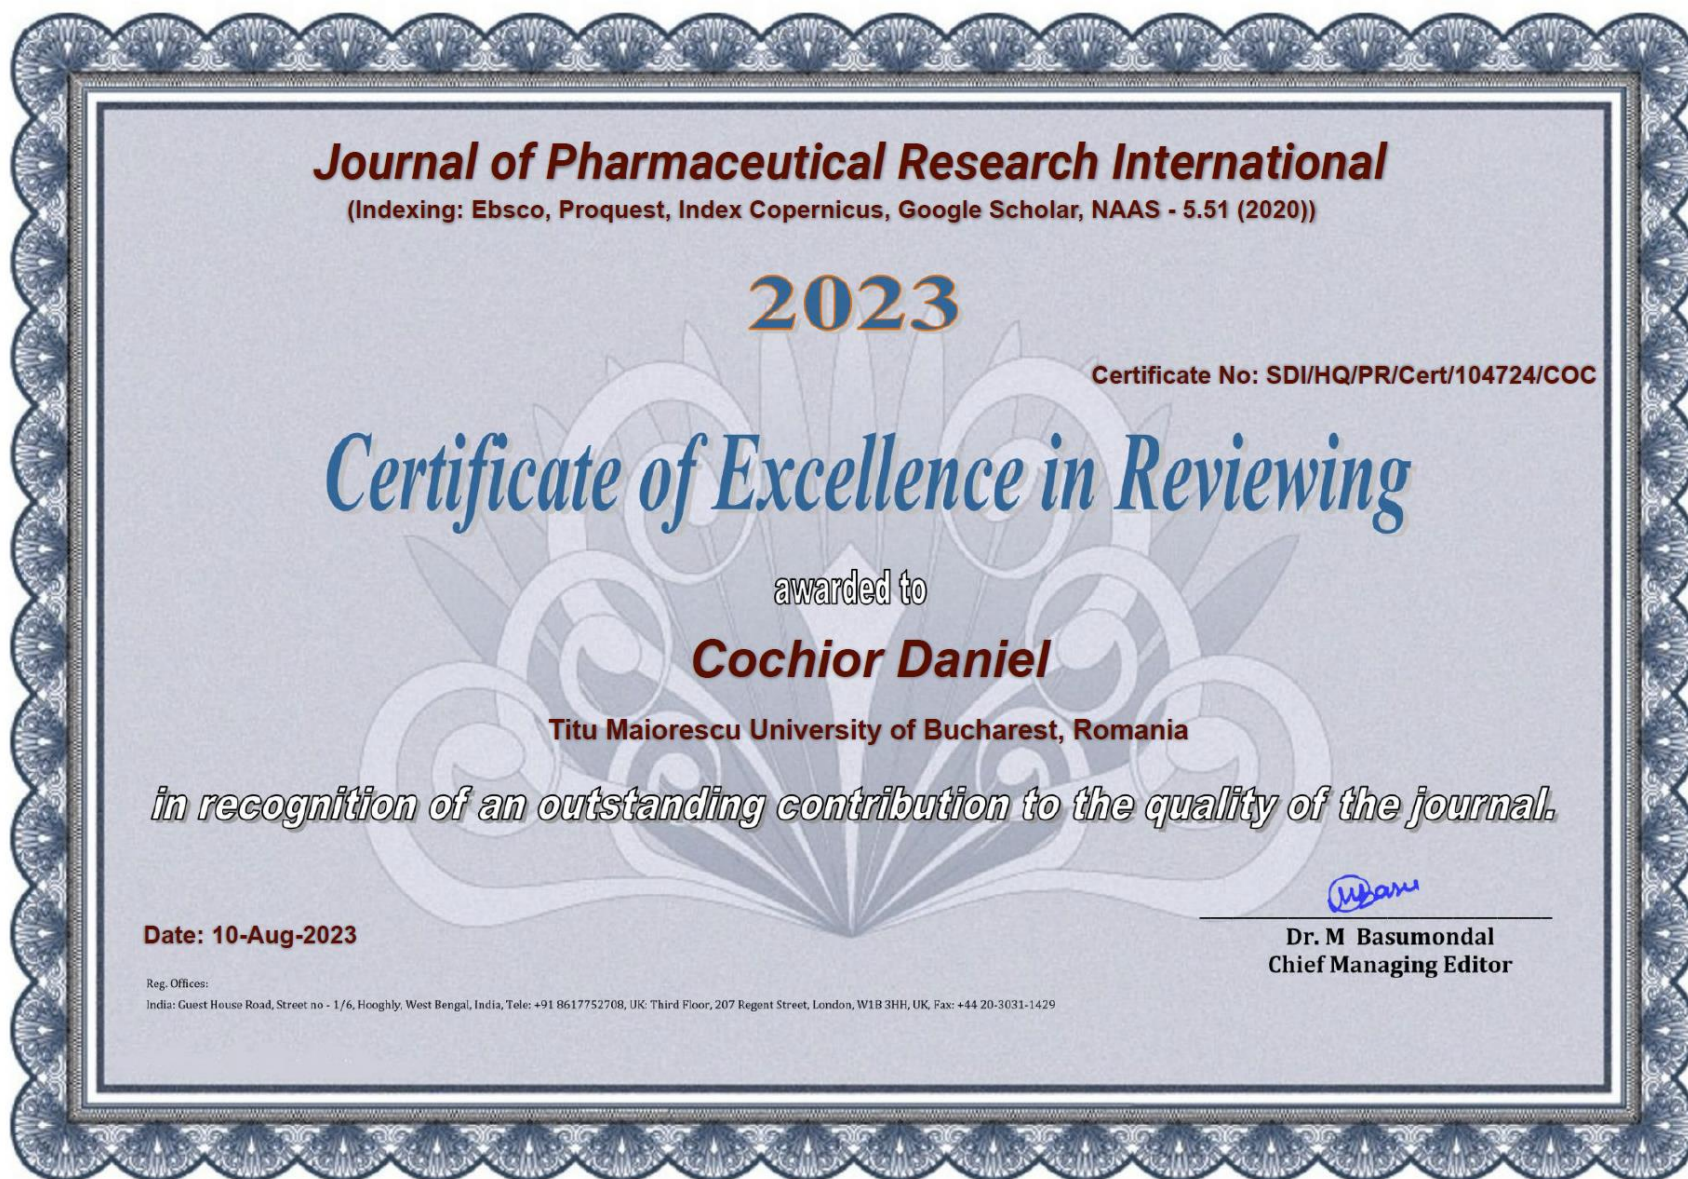 Journal of Pharmaceutical Research International
(Indexing: Ebsco, Proquest, Index Copernicus, Google Scholar, NAAS - 5.51 (2020))
2023
Certificate No: SDI/HQ/PR/Cert/104724/COC
Certificate of Excellence in Reviewing
awarded to
Cochior Daniel
Titu Maiorescu University of Bucharest, Romania
in recognition of an outstanding contribution to the quality of the journal.
Date: 10-Aug-2023
Dr. M Basumondal
Chief Managing Editor
Reg. Offices:
India: Guest House Road, Street no - 1/6, Hooghly, West Bengal, India, Tele: +91 8617752708, UK: Third Floor, 207 Regent Street, London, W1B 3HH, UK, Fax: +44 20-3031-1429